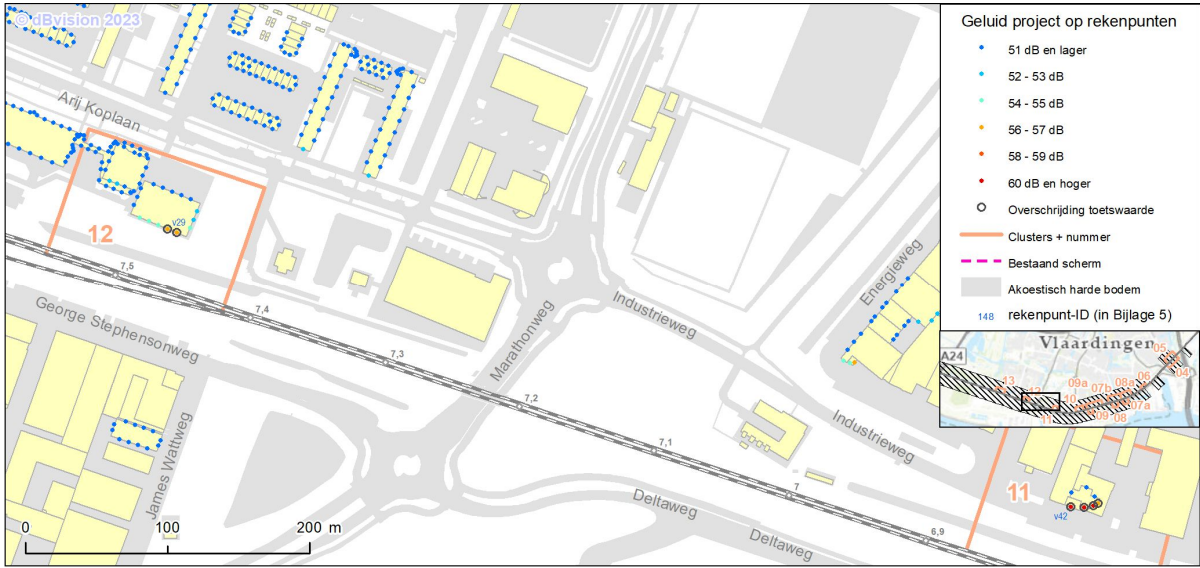 © dBvision 2023
Arij Koplaan
v29
12
7,5
7,4
7,3
7,2
7,1
7
6,9
George Stephensonweg
James Wattweg
Marathonweg
Industrieweg
Energieweg
Industrieweg
Deltaweg
Deltaweg
11
v42
0 100 200 m
Geluid project op rekenpunten
51 dB en lager
52 - 53 dB
54 - 55 dB
56 - 57 dB
58 - 59 dB
60 dB en hoger
Overschrijding toetswaarde
Clusters + nummer
Bestaand scherm
Akoestisch harde bodem
148 rekenpunt-ID (in Bijlage 5)
A24
Vlaardingen
05
04
06
13
12
09a
07b
08a
10
11
09
08
07a